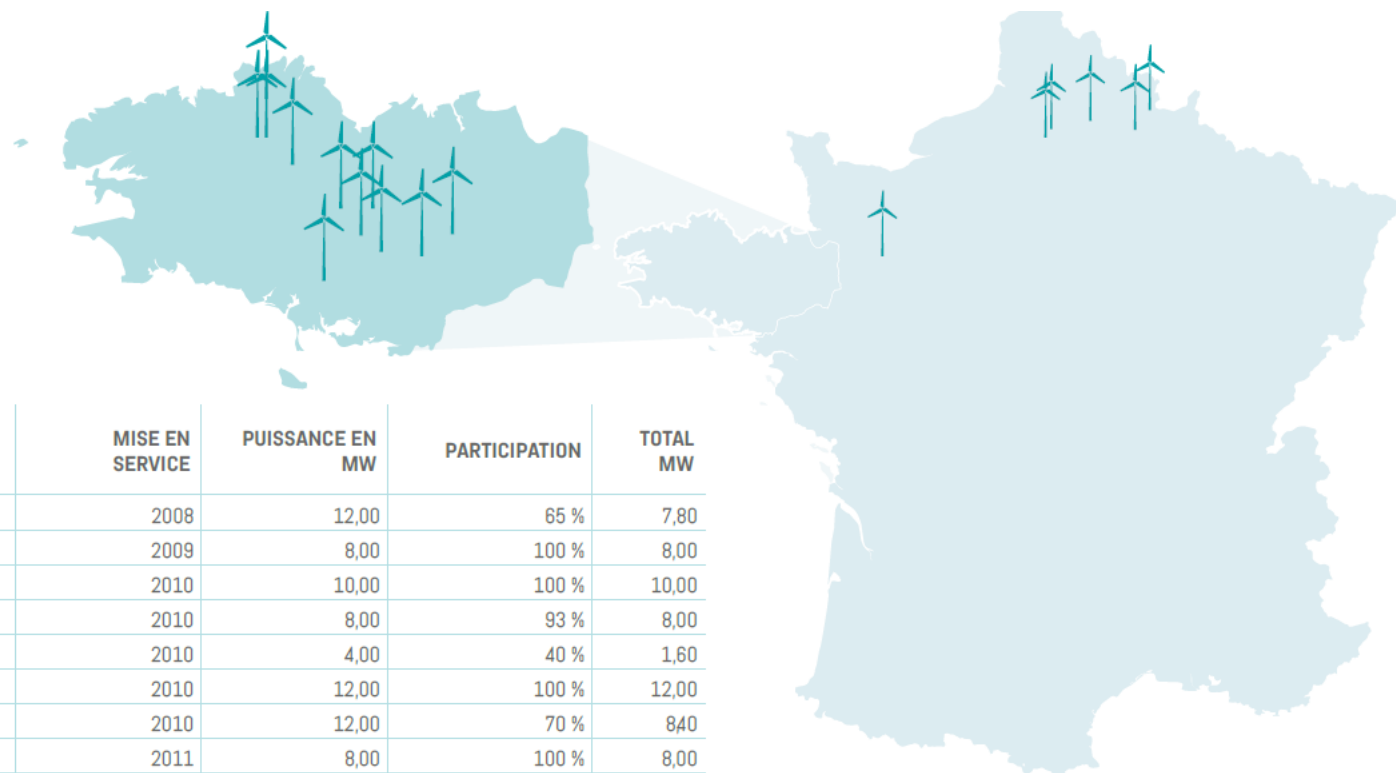 MISE EN SERVICE PUISSANCE EN MW PARTICIPATION TOTAL MW
2008 12,00 65 % 7,80
2009 8,00 100 % 8,00
2010 10,00 100 % 10,00
2010 8,00 93 % 8,00
2010 4,00 40 % 1,60
2010 12,00 100 % 12,00
2010 12,00 70 % 8,40
2011 8,00 100 % 8,00